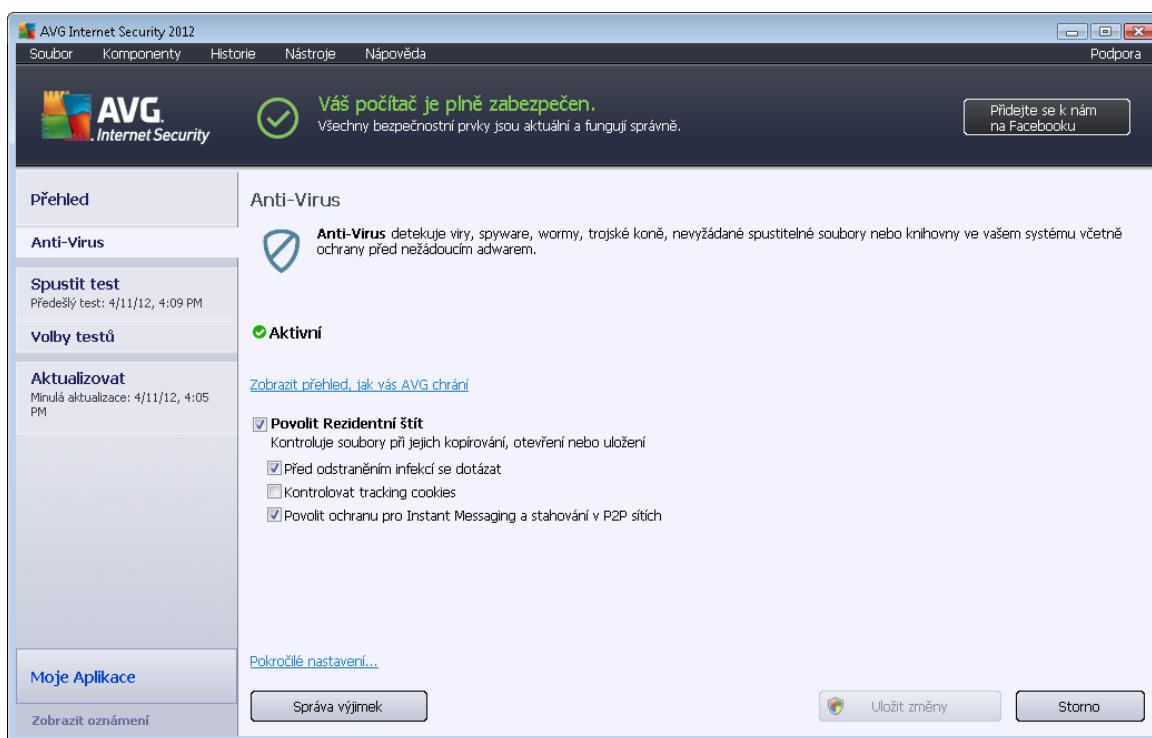 AVG Internet Security 2012
Soubor Komponenty Historie Nástroje Nápověda Podpora
AVG.
Internet Security
Váš počítač je plně zabezpečen.
Všechny bezpečnostní prvky jsou aktuální a fungují správně.
Přidejte se k nám
na Facebooku
Přehled
Anti-Virus
Spustit test
Předešlý test: 4/11/12, 4:09 PM
Volby testů
Aktualizovat
Minulá aktualizace: 4/11/12, 4:05
PM
Moje Aplikace
Zobrazit oznámení
Anti-Virus
Anti-Virus detekuje viry, spyware, wormy, trojské koně, nevyžádané spustitelné soubory nebo knihovny ve vašem systému včetně
ochrany před nežádoucím adwarem.
Aktivní
Zobrazit přehled, jak vás AVG chrání
Povolit Rezidentní štít
Kontroluje soubory při jejich kopírování, otevření nebo uložení
Před odstraněním infekcí se dotázat
Kontrolovat tracking cookies
Povolit ochranu pro Instant Messaging a stahování v P2P sítích
Pokročilé nastavení...
Správa výjimek
Uložit změny
Storno